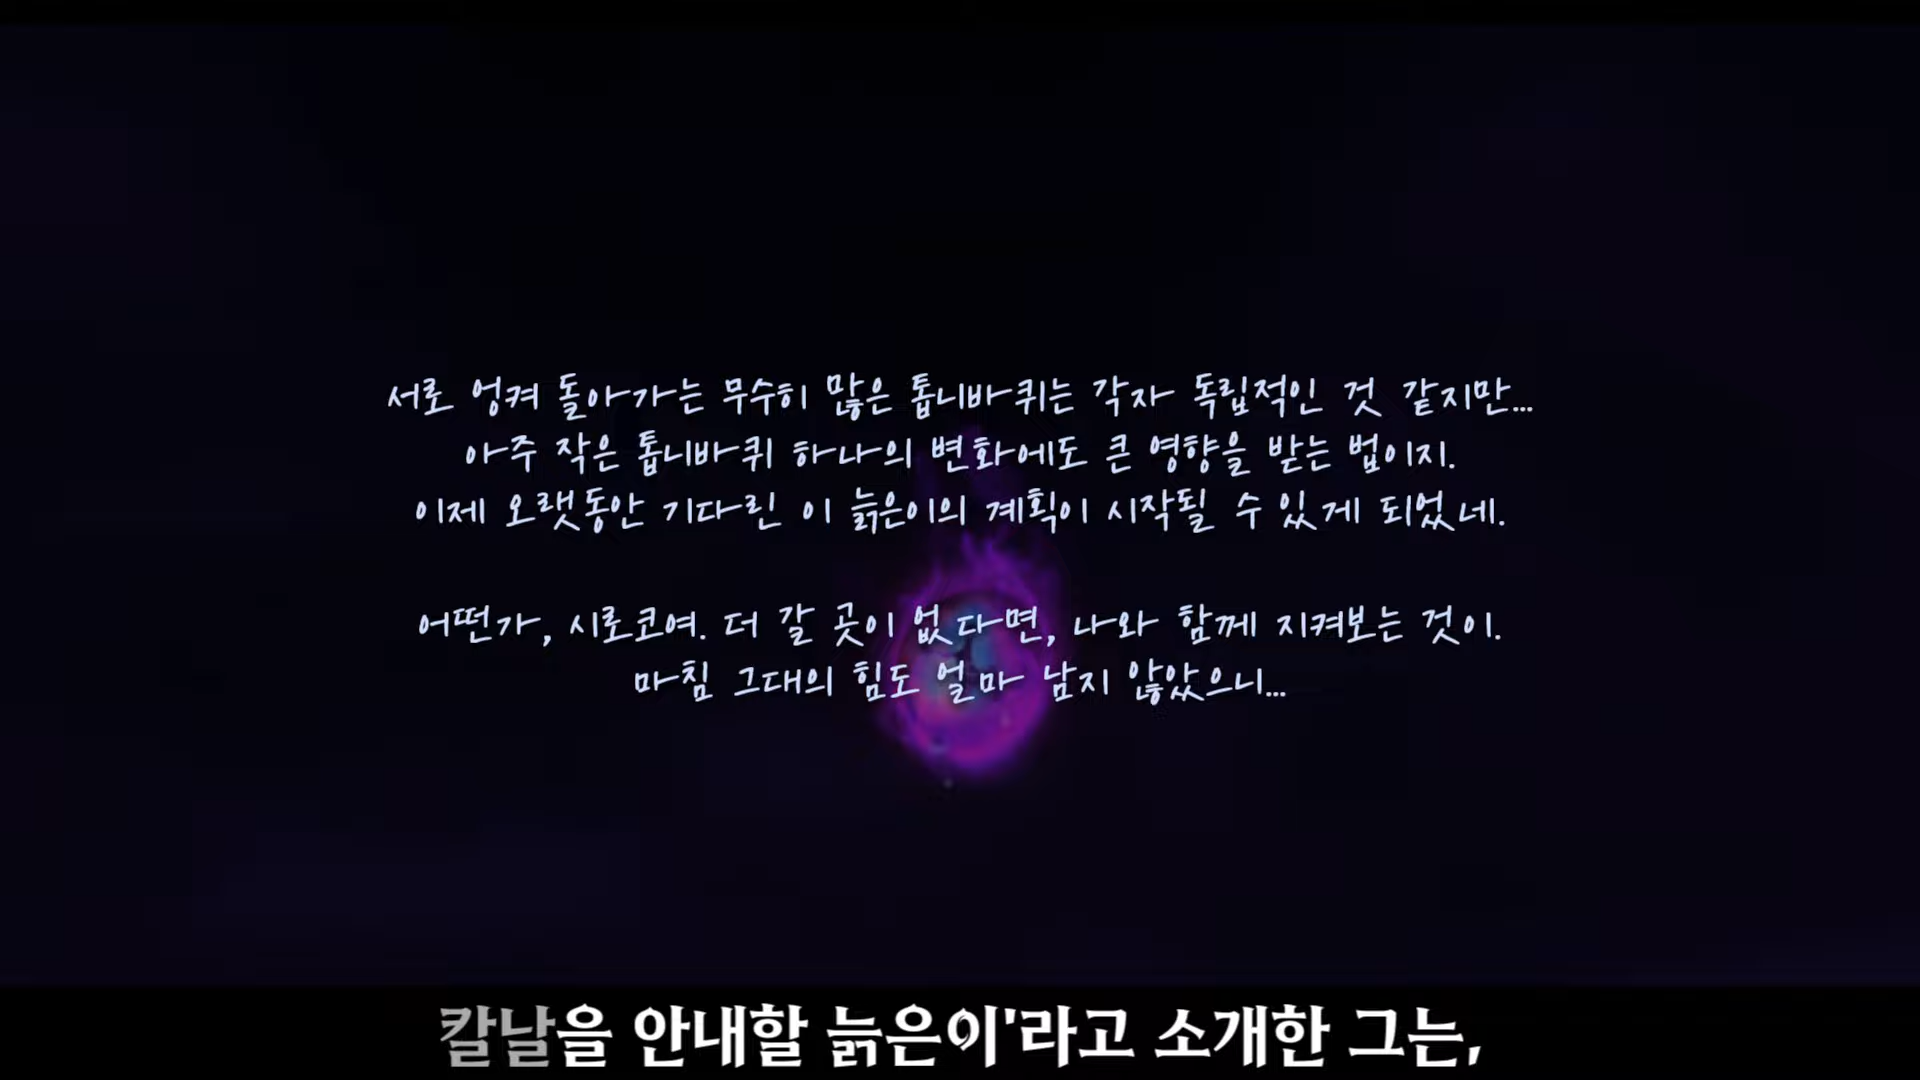 서로 엉켜 돌아가는 무수히 많은 톱니바퀴는 각자 독립적인 것 같지만...
아주 작은 톱니바퀴 하나의 변화에도 큰 영향을 받는 법이지.
이제 오랫동안 기다린 이 늙은이의 계획이 시작될 수 있게 되었네.
어떤가, 시로코여. 더 갈 곳이 없다면, 나와 함께 지켜보는 것이.
마침 그대의 힘도 얼마 남지 않았으니...
칼날을 안내할 늙은이'라고 소개한 그는,